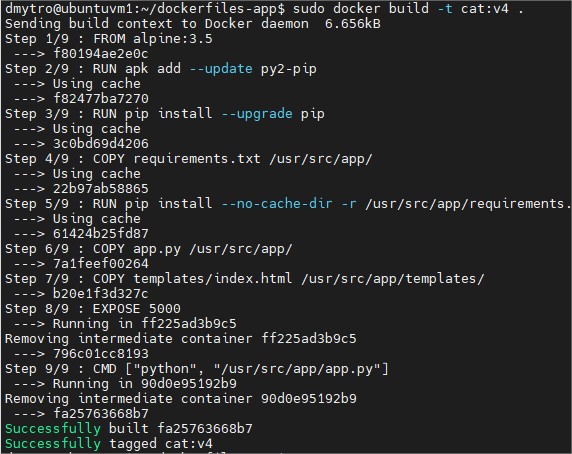 dmytro@ubuntuvm1:~/dockerfiles-app$ sudo docker build -t cat:v4 .
Sending build context to Docker daemon  6.656kB
Step 1/9 : FROM alpine:3.5
 ---> f80194ae2e0c
Step 2/9 : RUN apk add --update py2-pip
 ---> Using cache
 ---> f82477ba7270
Step 3/9 : RUN pip install --upgrade pip
 ---> Using cache
 ---> 3c0bd69d4206
Step 4/9 : COPY requirements.txt /usr/src/app/
 ---> Using cache
 ---> 22b97ab58865
Step 5/9 : RUN pip install --no-cache-dir -r /usr/src/app/requirements.
 ---> Using cache
 ---> 61424b25fd87
Step 6/9 : COPY app.py /usr/src/app/
 ---> 7a1feef00264
Step 7/9 : COPY templates/index.html /usr/src/app/templates/
 ---> b20e1f3d327c
Step 8/9 : EXPOSE 5000
 ---> Running in ff225ad3b9c5
Removing intermediate container ff225ad3b9c5
 ---> 796c01cc8193
Step 9/9 : CMD ["python", "/usr/src/app/app.py"]
 ---> Running in 90d0e95192b9
Removing intermediate container 90d0e95192b9
 ---> fa25763668b7
Successfully built fa25763668b7
Successfully tagged cat:v4